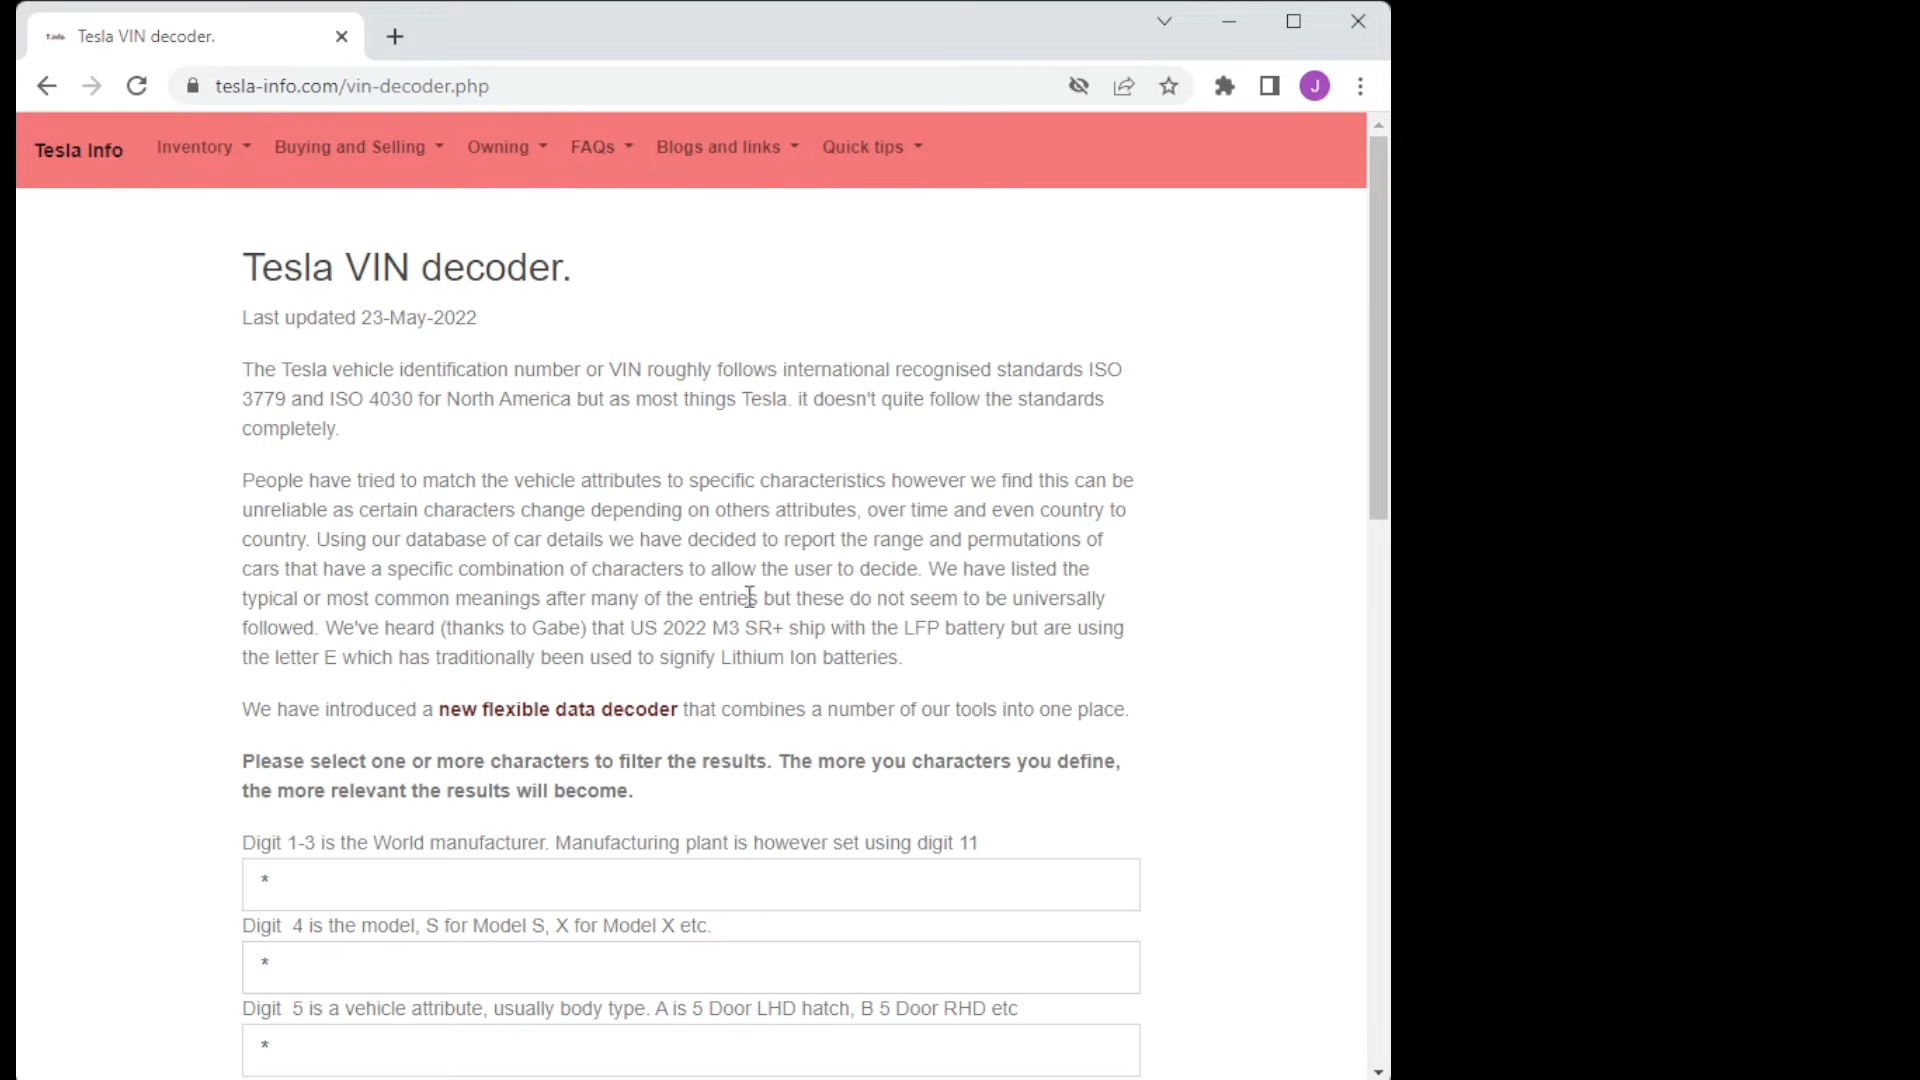 Tesla VIN decoder.
tesla-info.com/vin-decoder.php
J
Tesla Info Inventory Buying and Selling Owning FAQs Blogs and links Quick tips
Tesla VIN decoder.
Last updated 23-May-2022
The Tesla vehicle identification number or VIN roughly follows international recognised standards ISO
3779 and ISO 4030 for North America but as most things Tesla. it doesn't quite follow the standards
completely.
People have tried to match the vehicle attributes to specific characteristics however we find this can be
unreliable as certain characters change depending on others attributes, over time and even country to
country. Using our database of car details we have decided to report the range and permutations of
cars that have a specific combination of characters to allow the user to decide. We have listed the
typical or most common meanings after many of the entries but these do not seem to be universally
followed. We've heard (thanks to Gabe) that US 2022 M3 SR+ ship with the LFP battery but are using
the letter E which has traditionally been used to signify Lithium Ion batteries.
We have introduced a new flexible data decoder that combines a number of our tools into one place.
Please select one or more characters to filter the results. The more you characters you define,
the more relevant the results will become.
Digit 1-3 is the World manufacturer. Manufacturing plant is however set using digit 11
*
Digit 4 is the model, S for Model S, X for Model X etc.
*
Digit 5 is a vehicle attribute, usually body type. A is 5 Door LHD hatch, B 5 Door RHD etc
*